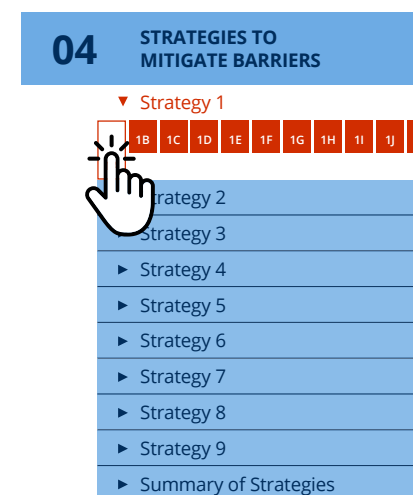 04 STRATEGIES TO
MITIGATE BARRIERS
▼ Strategy 1
1B 1C 1D 1E 1F 1G 1H 1I 1J
trategy 2
Strategy 3
► Strategy 4
► Strategy 5
► Strategy 6
► Strategy 7
► Strategy 8
► Strategy 9
► Summary of Strategies